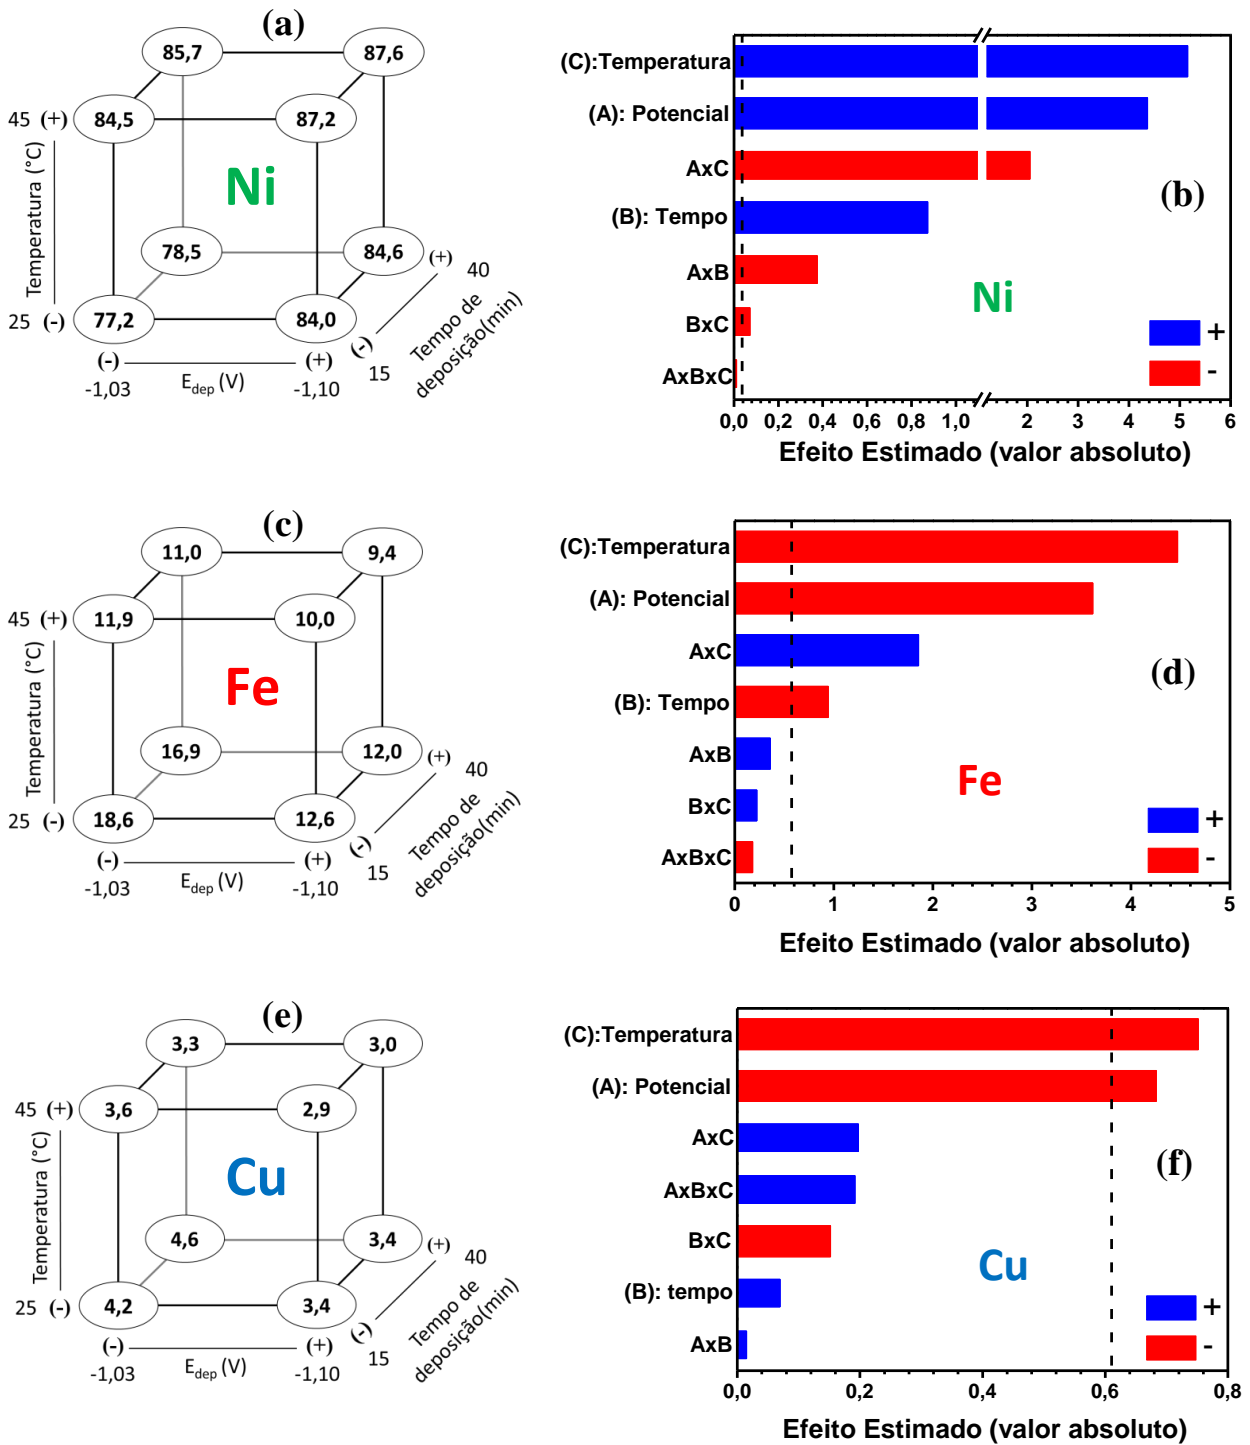 (a)
85,7
87,6
45 (+)
84,5
87,2
Temperatura (°C)
Ni
78,5
84,6
(+)
40
25 (-)
77,2
84,0
(-)
15
Tempo de
deposição(min)
(-)
(+)
-1,03
E_dep (V)
-1,10
(b)
(C):Temperatura
(A): Potencial
AxC
(B): Tempo
AxB
BxC
AxBxC
Ni
+
-
0,0 0,2 0,4 0,6 0,8 1,0 2 3 4 5 6
Efeito Estimado (valor absoluto)
(c)
11,0
9,4
45 (+)
11,9
10,0
Temperatura (°C)
Fe
16,9
12,0
(+)
40
25 (-)
18,6
12,6
(-)
15
Tempo de
deposição(min)
(-)
(+)
-1,03
E_dep (V)
-1,10
(d)
(C):Temperatura
(A): Potencial
AxC
(B): Tempo
AxB
BxC
AxBxC
Fe
+
-
0 1 2 3 4 5
Efeito Estimado (valor absoluto)
(e)
3,3
3,0
45 (+)
3,6
2,9
Temperatura (°C)
Cu
4,6
3,4
(+)
40
25 (-)
4,2
3,4
(-)
15
Tempo de
deposição(min)
(-)
(+)
-1,03
E_dep (V)
-1,10
(f)
(C):Temperatura
(A): Potencial
AxC
AxBxC
BxC
(B): tempo
AxB
Cu
+
-
0,0 0,2 0,4 0,6 0,8
Efeito Estimado (valor absoluto)